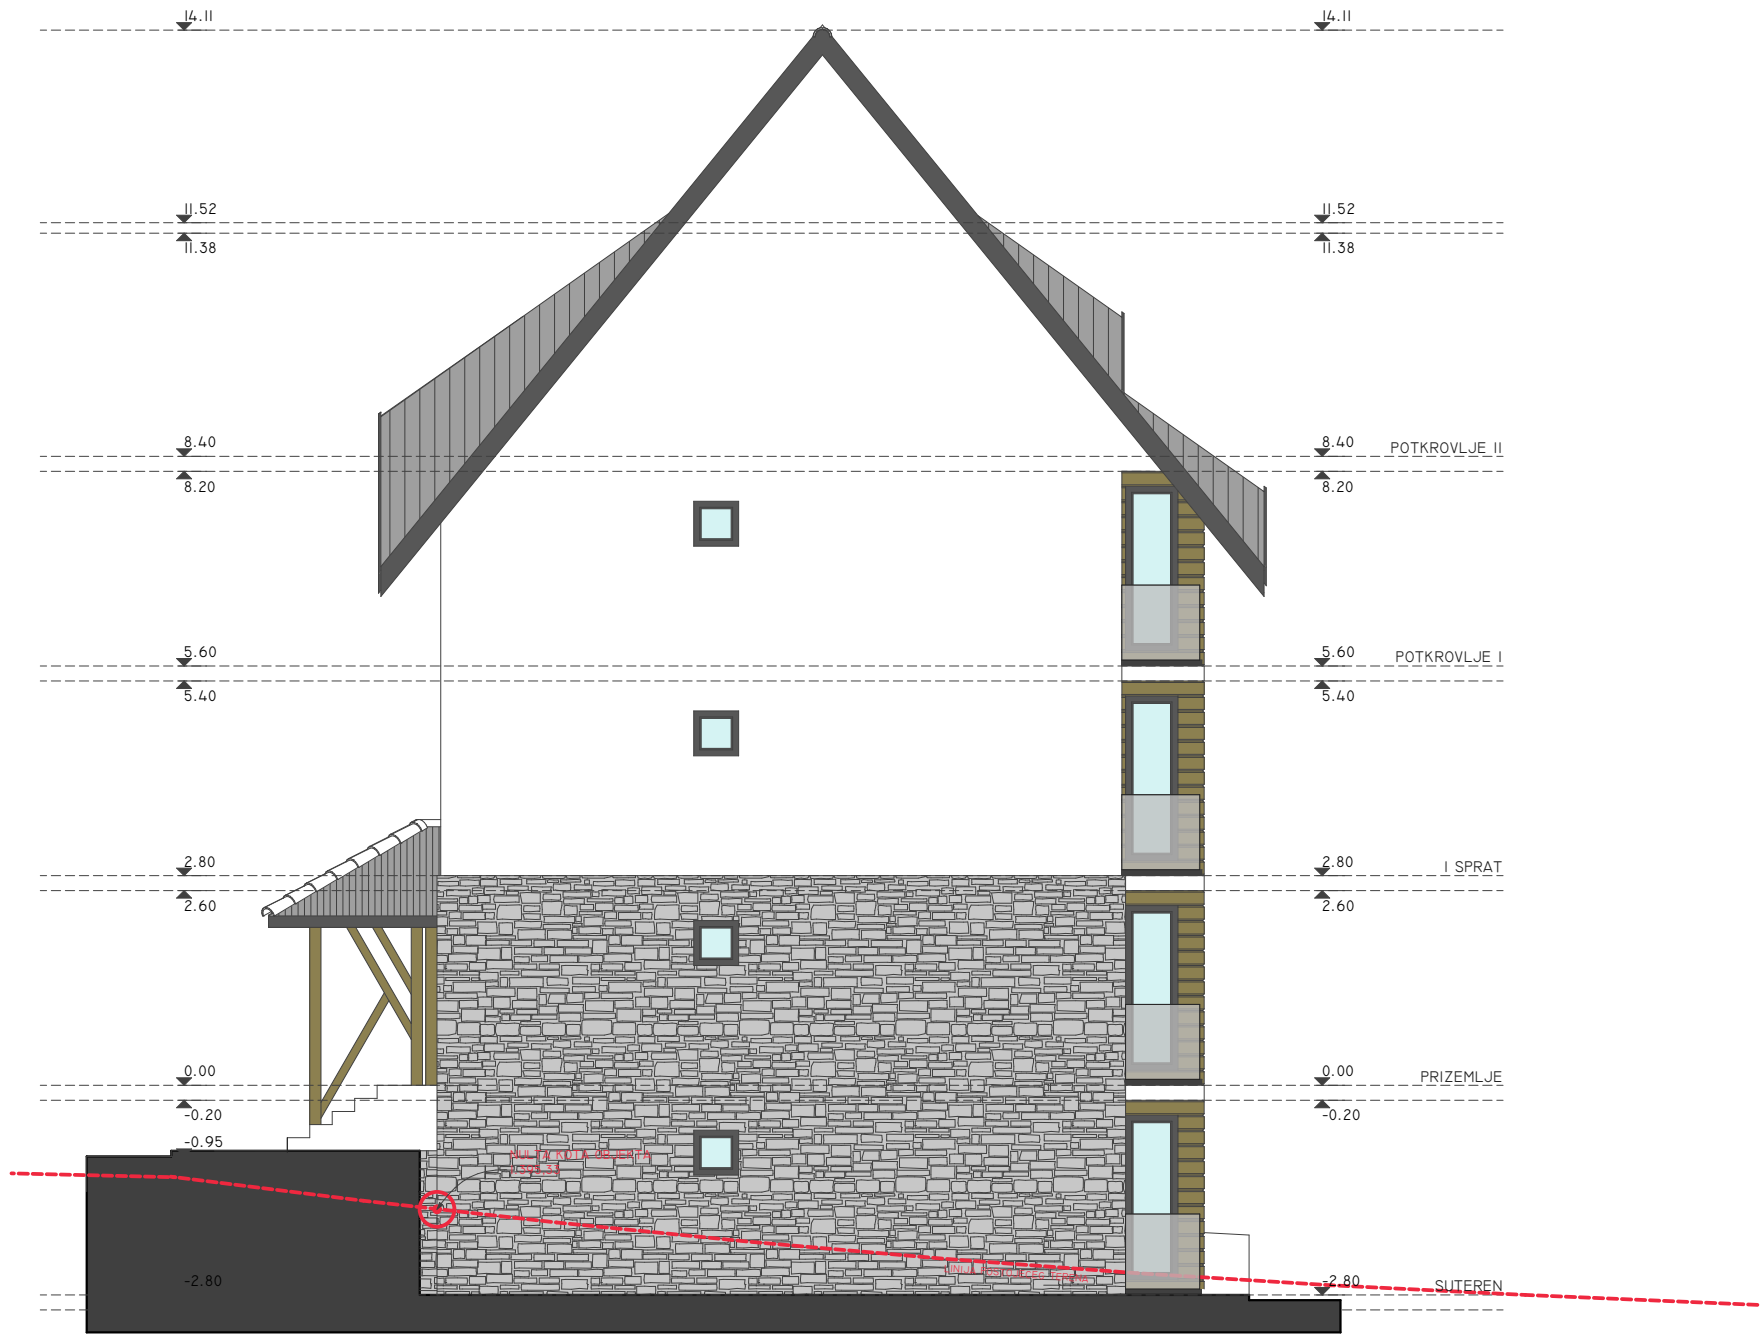 14.11 14.11
11.52 11.52
11.38 11.38
8.40 8.40 POTKROVLJE II
8.20 8.20
5.60 5.60 POTKROVLJE I
5.40 5.40
2.80 2.80 I SPRAT
2.60 2.60
0.00 0.00 PRIZEMLJE
-0.20 -0.20
-0.95
KOTA OBJEKTA
-2.80 -2.80 SUTEREN
LINIJA TERENA